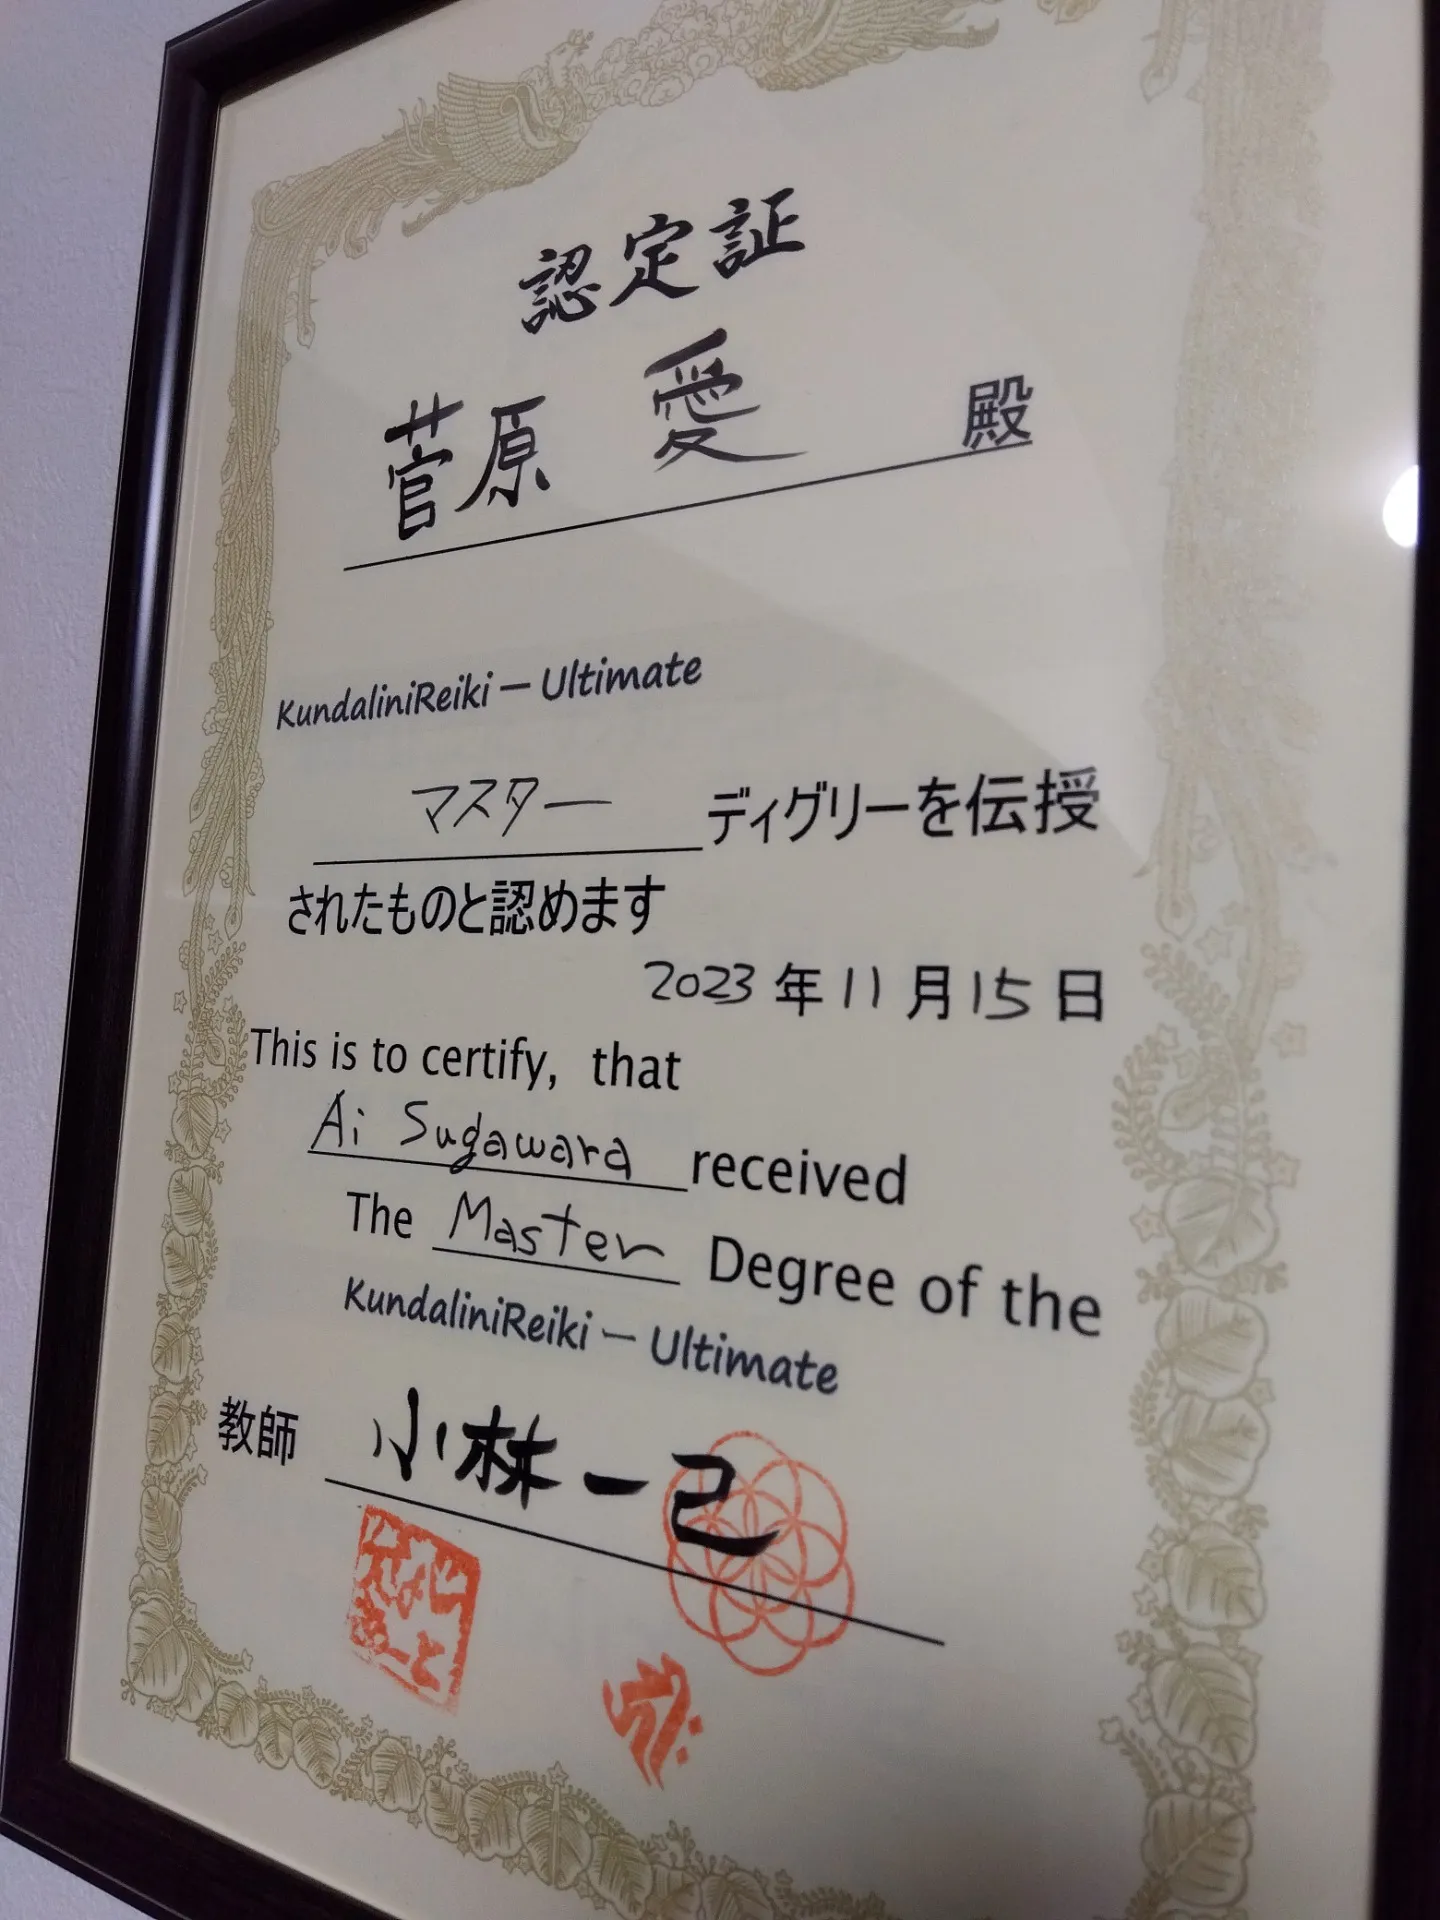 認定証
菅原 愛 殿
KundaliniReiki － Ultimate
マスター ディグリーを伝授
されたものと認めます
2023 年 11 月 15 日
This is to certify, that
Ai Sugawara received
The Master Degree of the
KundaliniReiki － Ultimate
教師 小林一己